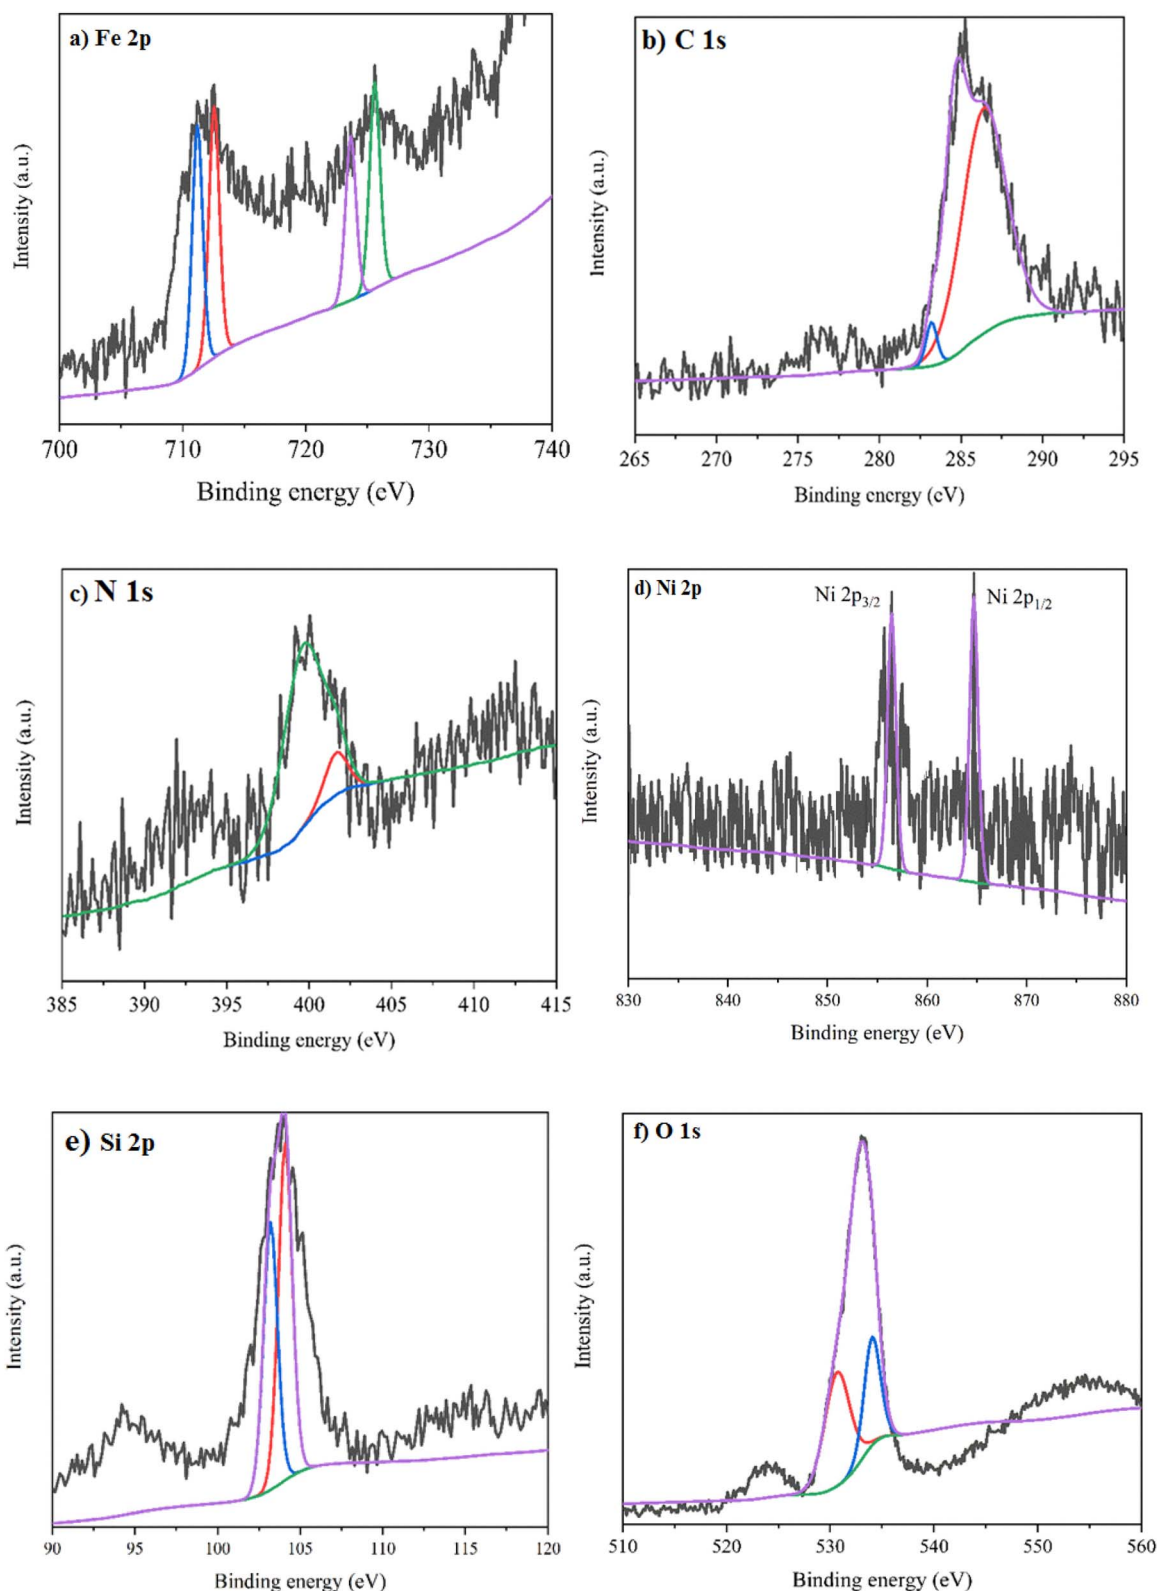 a) Fe 2p
Intensity (a.u.)
700 710 720 730 740
Binding energy (eV)
b) C 1s
Intensity (a.u.)
265 270 275 280 285 290 295
Binding energy (eV)
c) N 1s
Intensity (a.u.)
385 390 395 400 405 410 415
Binding energy (eV)
d) Ni 2p
Ni 2p3/2
Ni 2p1/2
Intensity (a.u.)
830 840 850 860 870 880
Binding energy (eV)
e) Si 2p
Intensity (a.u.)
90 95 100 105 110 115 120
Binding energy (eV)
f) O 1s
Intensity (a.u.)
510 520 530 540 550 560
Binding energy (eV)